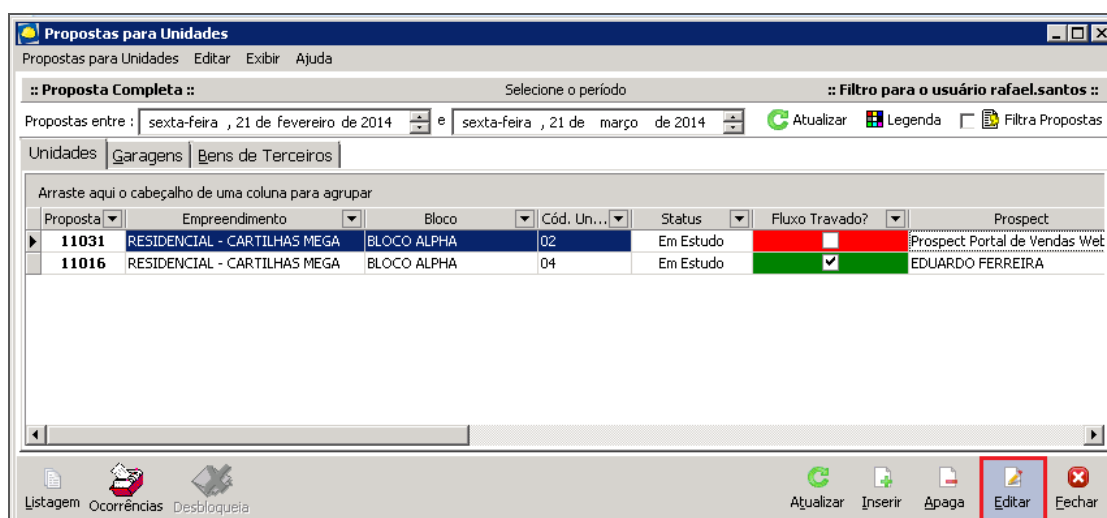 Propostas para Unidades
Propostas para Unidades Editar Exibir Ajuda
:: Proposta Completa :: Selecione o período :: Filtro para o usuário rafael.santos ::
Propostas entre : sexta-feira , 21 de fevereiro de 2014 e sexta-feira , 21 de março de 2014 Atualizar Legenda Filtra Propostas
Unidades Garagens Bens de Terceiros
Arraste aqui o cabeçalho de uma coluna para agrupar
Proposta Empreendimento Bloco Cód. Un... Status Fluxo Travado? Prospect
11031 RESIDENCIAL - CARTILHAS MEGA BLOCO ALPHA 02 Em Estudo Prospect Portal de Vendas Web
11016 RESIDENCIAL - CARTILHAS MEGA BLOCO ALPHA 04 Em Estudo EDUARDO FERREIRA
Listagem Ocorrências Desbloqueia Atualizar Inserir Apaga Editar Fechar